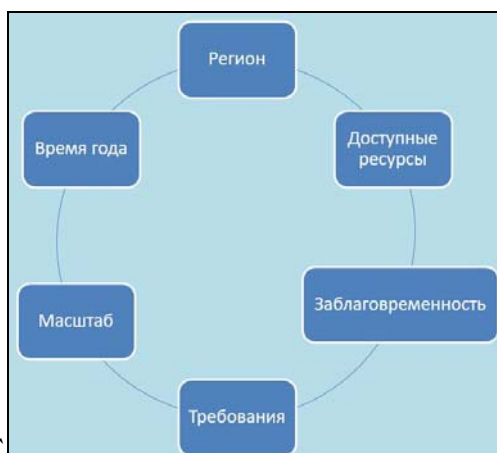 Регион
Доступные
ресурсы
Заблаговременность
Требования
Масштаб
Время года